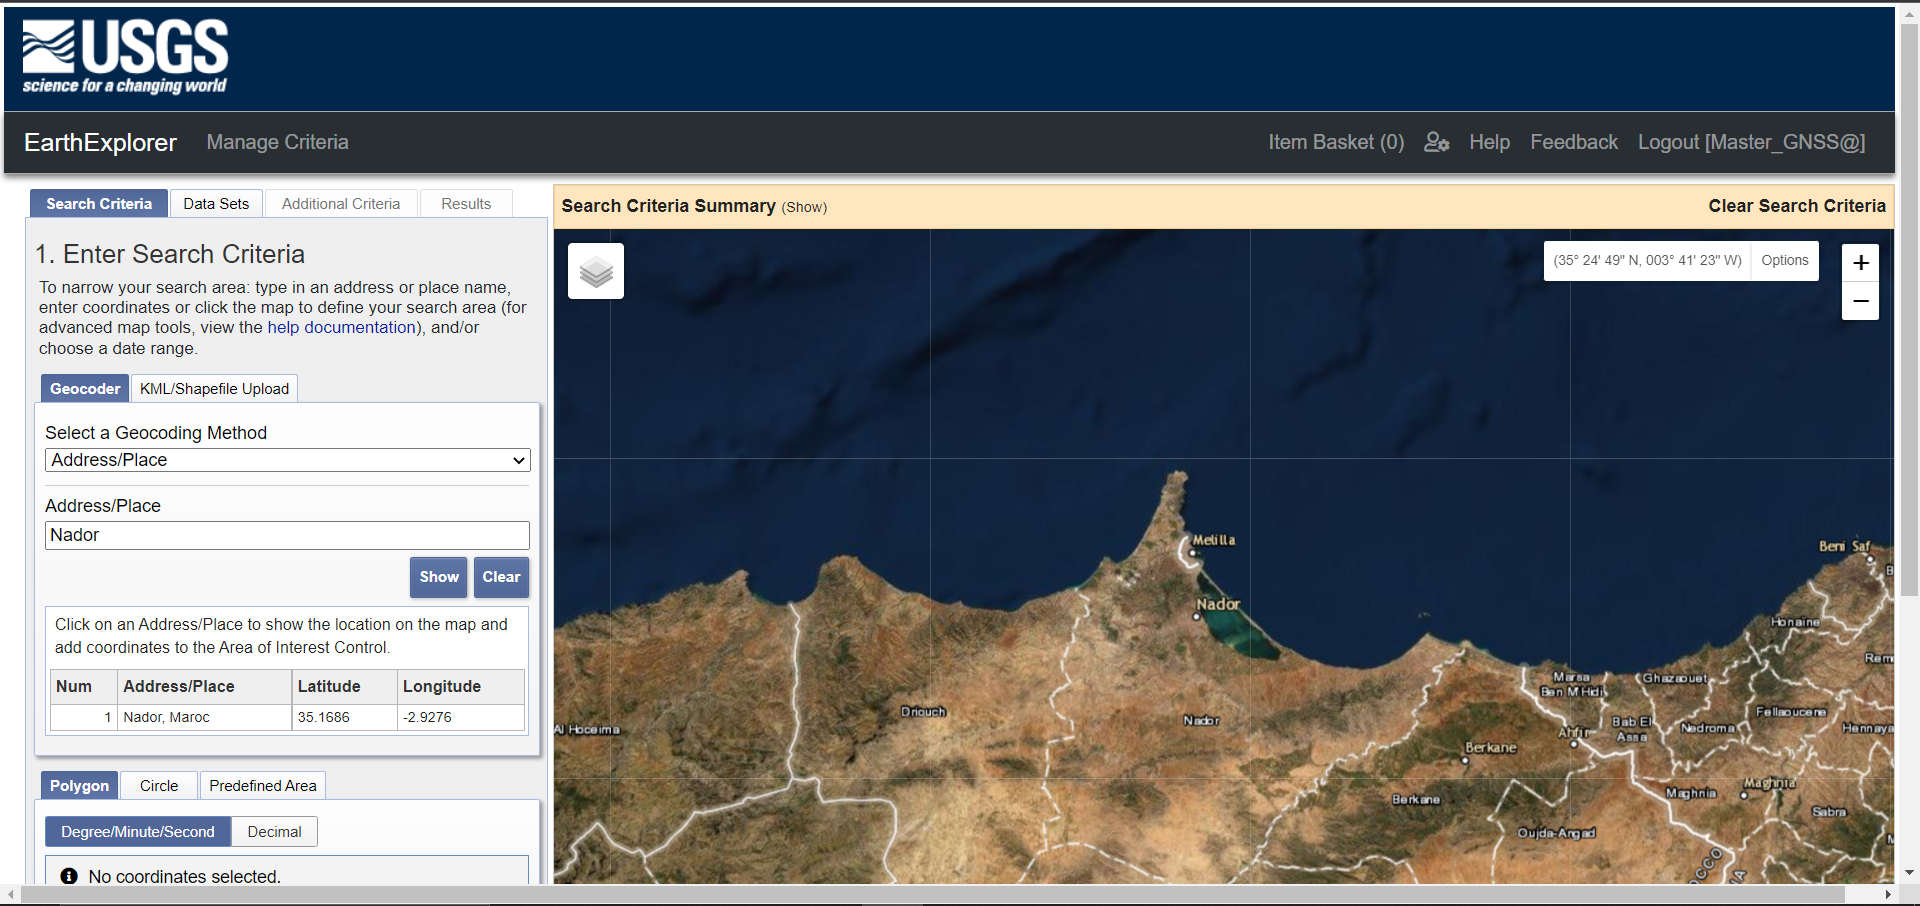 USGS
science for a changing world
EarthExplorer Manage Criteria Item Basket (0) Help Feedback Logout [Master_GNSS@]
Search Criteria Data Sets Additional Criteria Results
1. Enter Search Criteria
To narrow your search area: type in an address or place name,
enter coordinates or click the map to define your search area (for
advanced map tools, view the help documentation), and/or
choose a date range.
Geocoder KML/Shapefile Upload
Select a Geocoding Method
Address/Place
Address/Place
Nador
Show Clear
Click on an Address/Place to show the location on the map and
add coordinates to the Area of Interest Control.
Num Address/Place Latitude Longitude
1 Nador, Maroc 35.1686 -2.9276
Polygon Circle Predefined Area
Degree/Minute/Second Decimal
No coordinates selected.
Search Criteria Summary (Show) Clear Search Criteria
(35° 24' 49" N, 003° 41' 23" W) Options
+
−
Melilla
Beni Saf
B
Nador
Honaine
Rem
Marsa
Ben M'Hidi
Ghazaouet
Driouch
Nador
Bab El
Assa
Fellaoucene
Al Hoceima
Ahfir
Nedroma
Hennaya
Berkane
Maghnia
Maghnia
Berkane
Sabra
Oujda-Angad